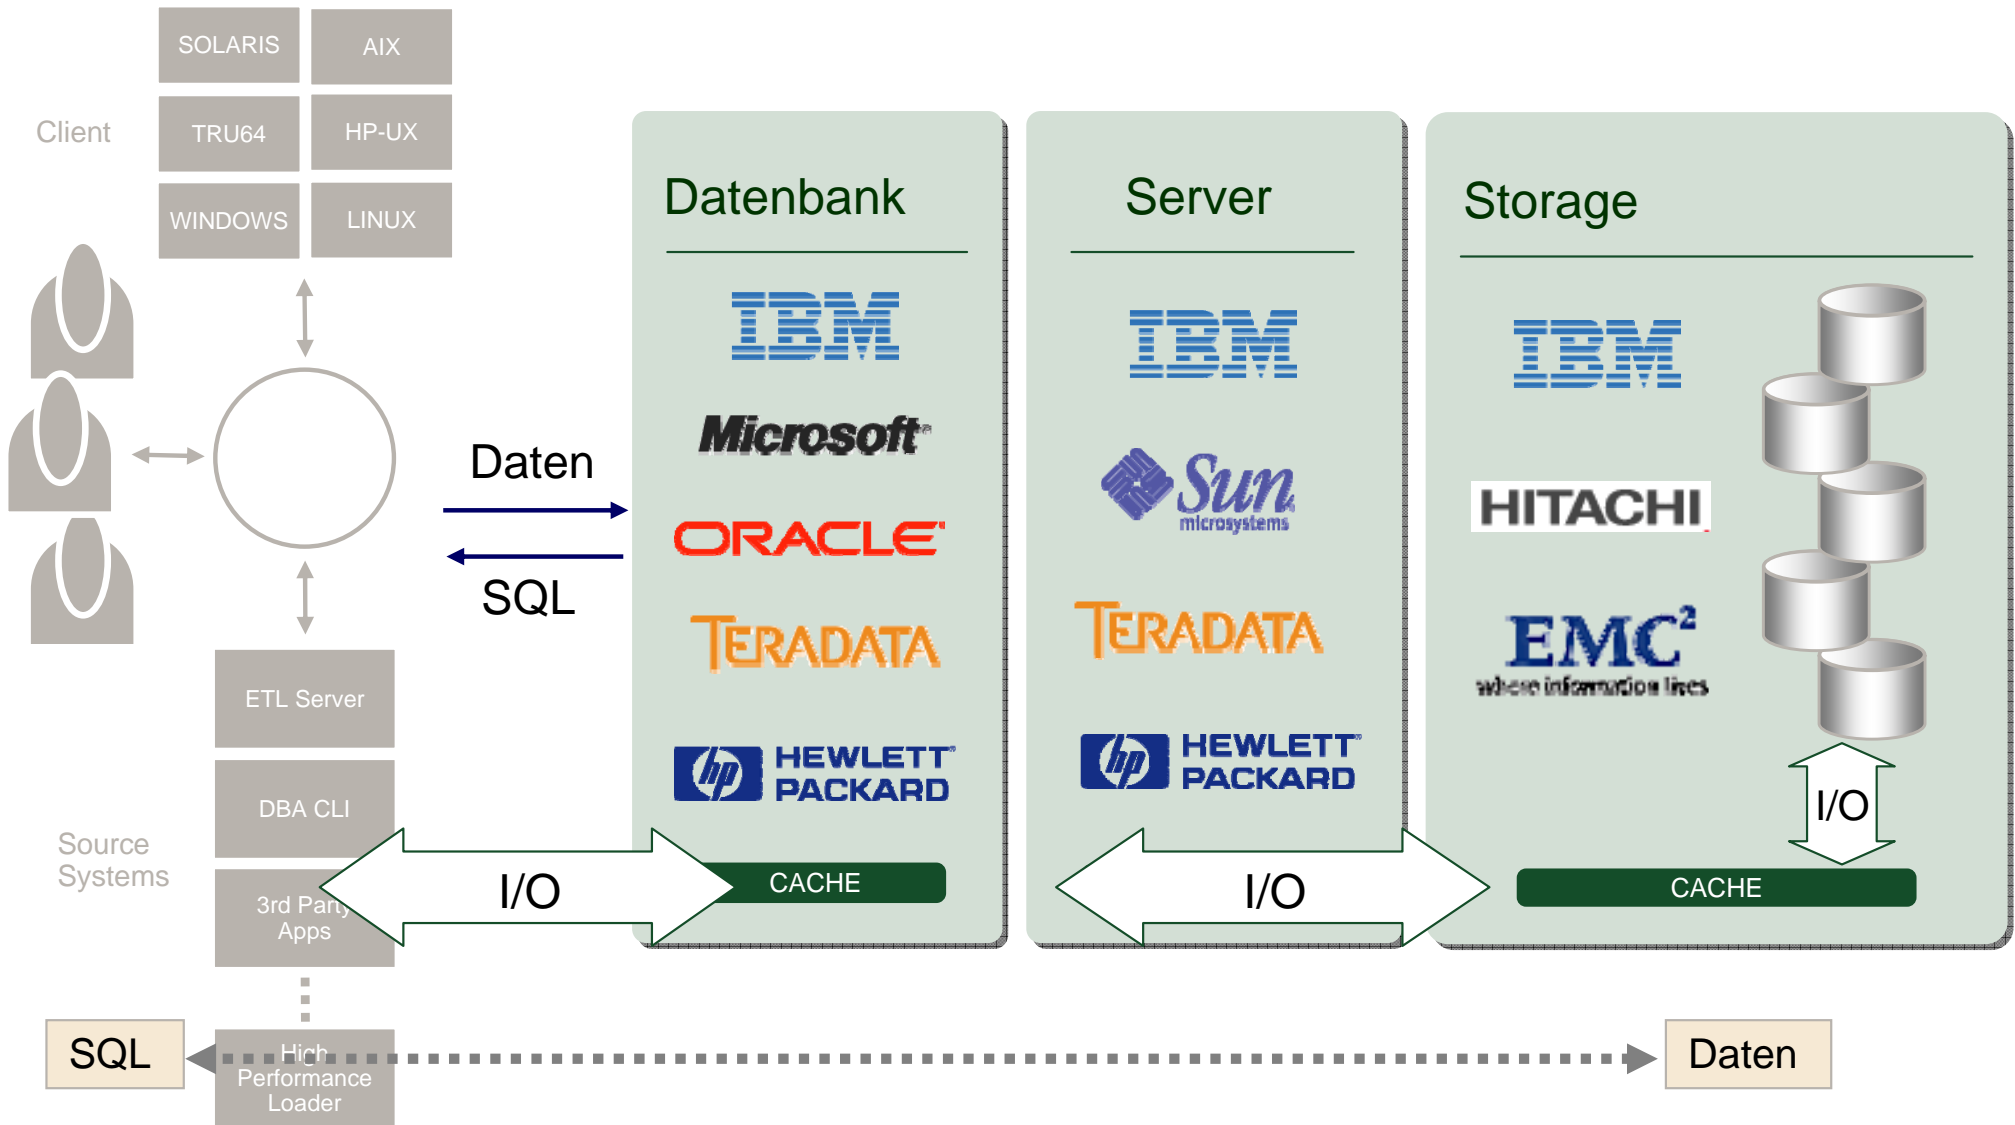 SOLARIS
AIX
Client
TRU64
HP-UX
WINDOWS
LINUX
Daten
SQL
ETL Server
DBA CLI
Source
Systems
3rd Party
Apps
High
Performance
Loader
Datenbank
IBM
Microsoft
ORACLE
TERADATA
hp HEWLETT
PACKARD
CACHE
I/O
Server
IBM
Sun
microsystems
TERADATA
hp HEWLETT
PACKARD
I/O
Storage
IBM
HITACHI
EMC²
where information lives
I/O
CACHE
SQL
Daten